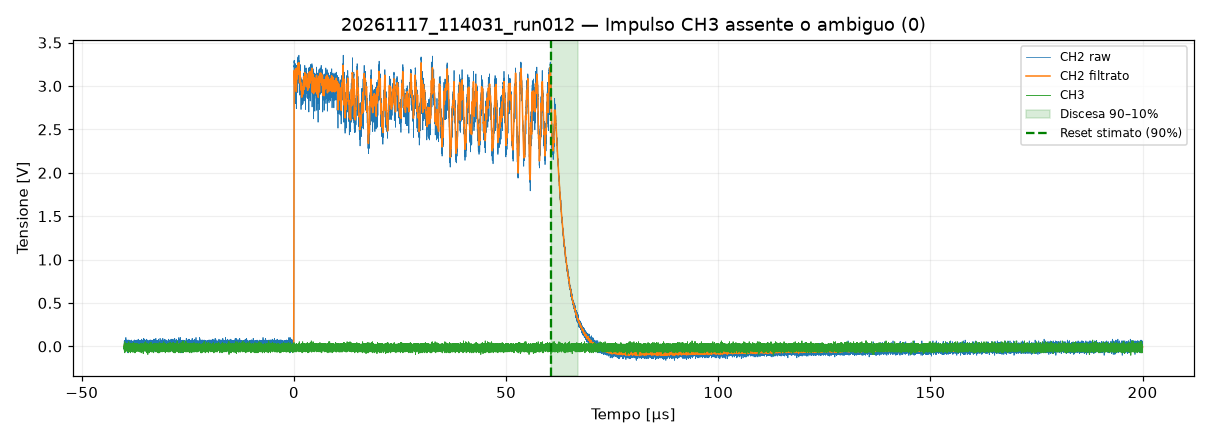 20261117_114031_run012 — Impulso CH3 assente o ambiguo (0)
3.5
3.0
2.5
2.0
1.5
1.0
0.5
0.0
Tensione [V]
CH2 raw
CH2 filtrato
CH3
Discesa 90–10%
Reset stimato (90%)
−50
0
50
100
150
200
Tempo [µs]